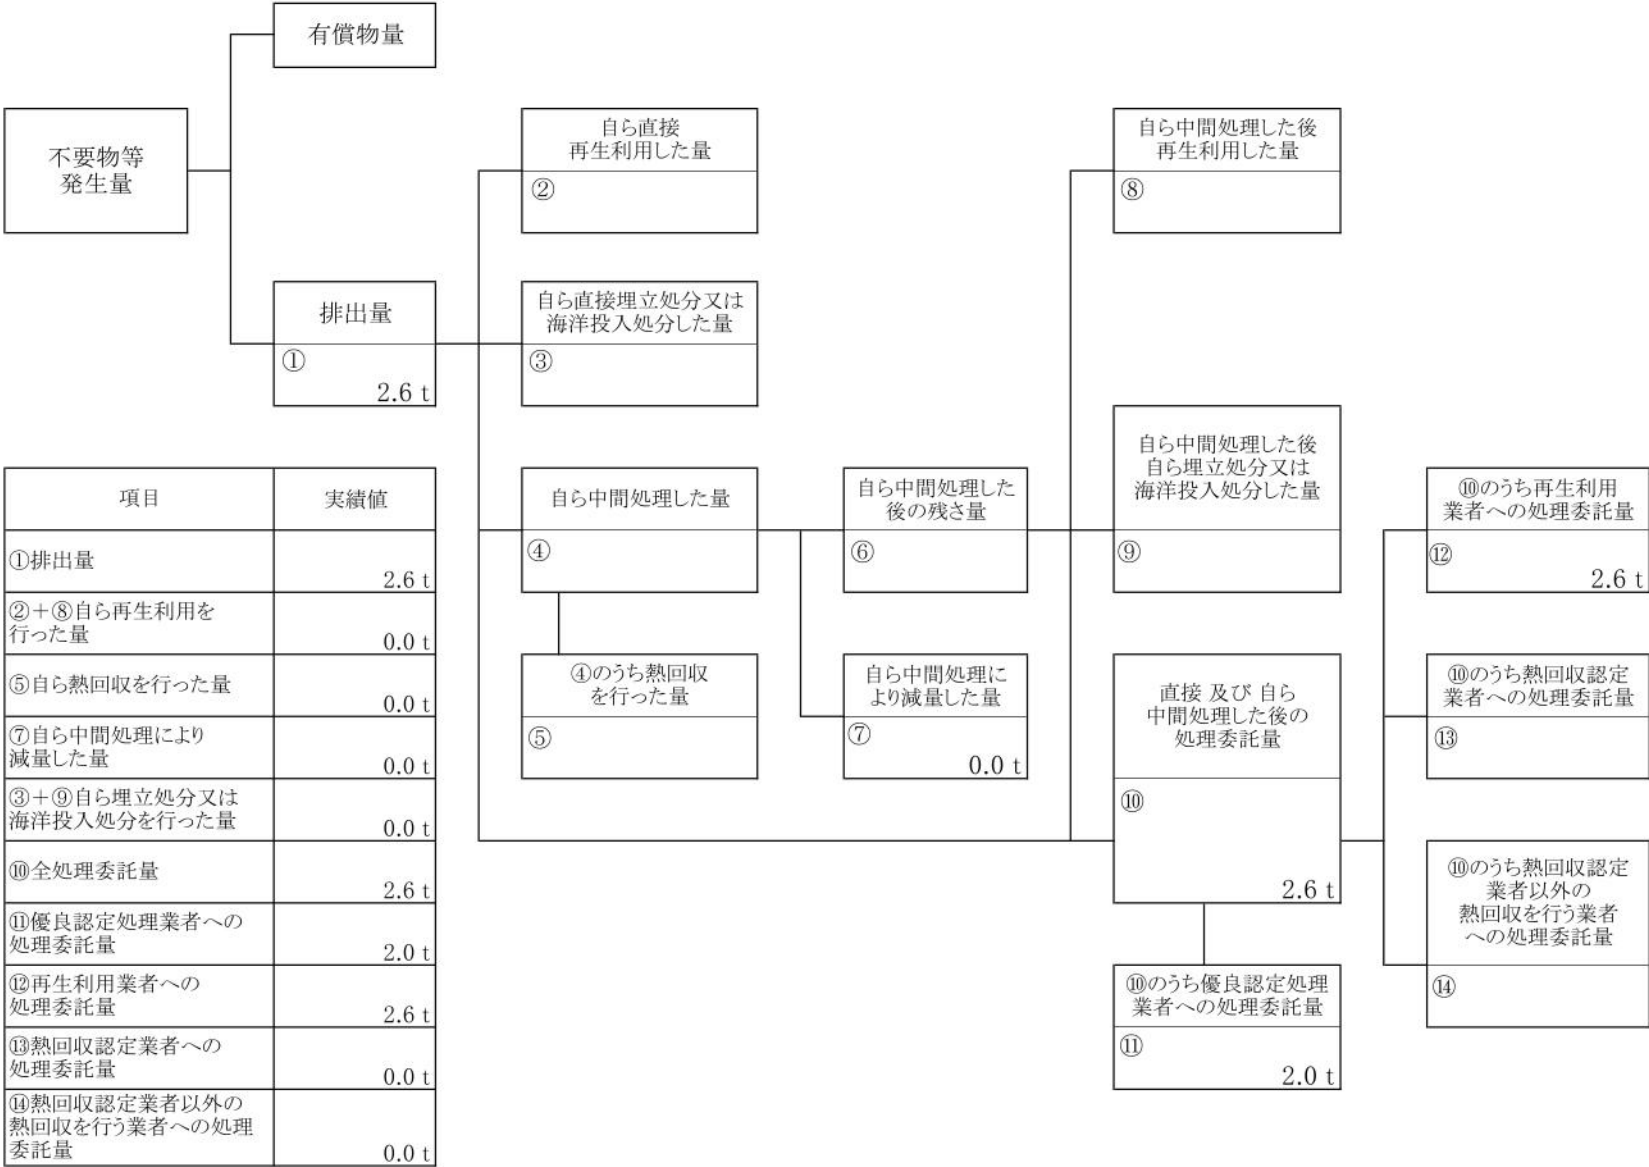 有償物量
不要物等
発生量
排出量
①
2.6 t
自ら直接
再生利用した量
②
自ら直接埋立処分又は
海洋投入処分した量
③
自ら中間処理した量
④
④のうち熱回収
を行った量
⑤
自ら中間処理した
後の残さ量
⑥
自ら中間処理に
より減量した量
⑦
0.0 t
自ら中間処理した後
再生利用した量
⑧
自ら中間処理した後
自ら埋立処分又は
海洋投入処分した量
⑨
直接 及び 自ら
中間処理した後の
処理委託量
⑩
2.6 t
⑩のうち優良認定処理
業者への処理委託量
⑪
2.0 t
⑩のうち再生利用
業者への処理委託量
⑫
2.6 t
⑩のうち熱回収認定
業者への処理委託量
⑬
⑩のうち熱回収認定
業者以外の
熱回収を行う業者
への処理委託量
⑭
項目 実績値
①排出量
2.6 t
②＋⑧自ら再生利用を
行った量
0.0 t
⑤自ら熱回収を行った量
0.0 t
⑦自ら中間処理により
減量した量
0.0 t
③＋⑨自ら埋立処分又は
海洋投入処分を行った量
0.0 t
⑩全処理委託量
2.6 t
⑪優良認定処理業者への
処理委託量
2.0 t
⑫再生利用業者への
処理委託量
2.6 t
⑬熱回収認定業者への
処理委託量
0.0 t
⑭熱回収認定業者以外の
熱回収を行う業者への処理
委託量
0.0 t